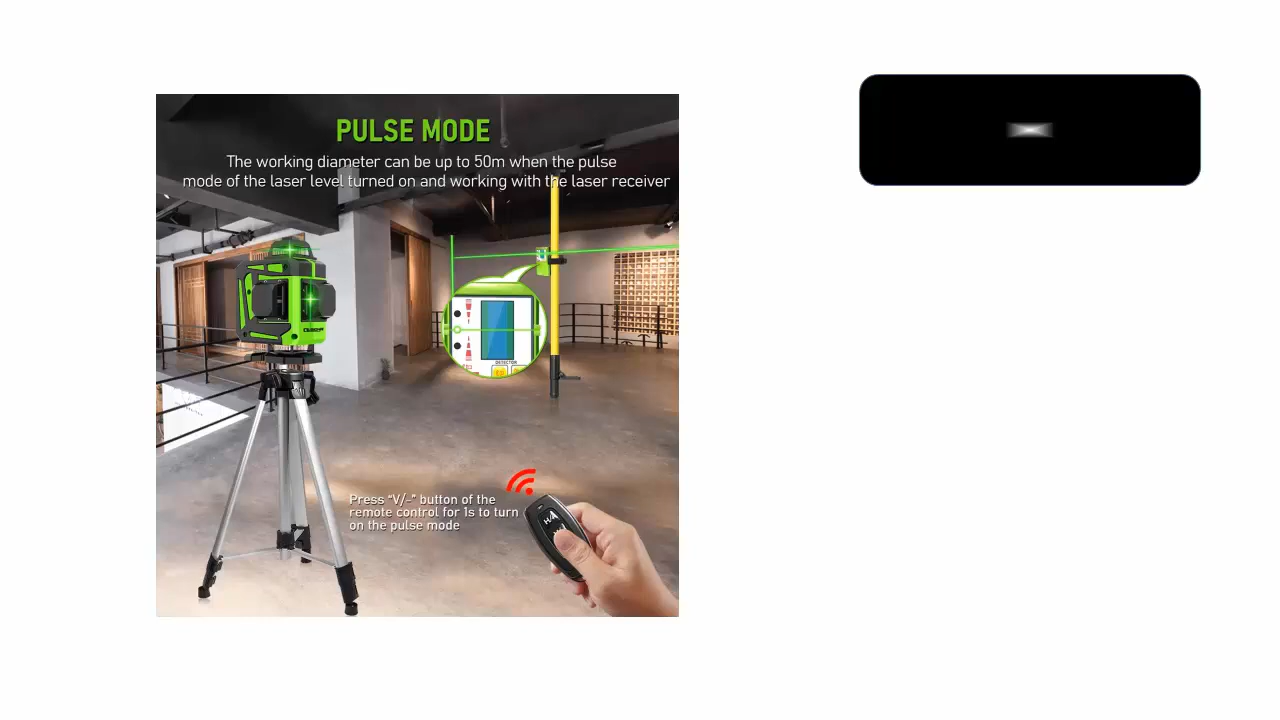 PULSE MODE
The working diameter can be up to 50m when the pulse
mode of the laser level turned on and working with the laser receiver
DETECTOR
Press “V/-” button of the
remote control for 1s to turn
on the pulse mode